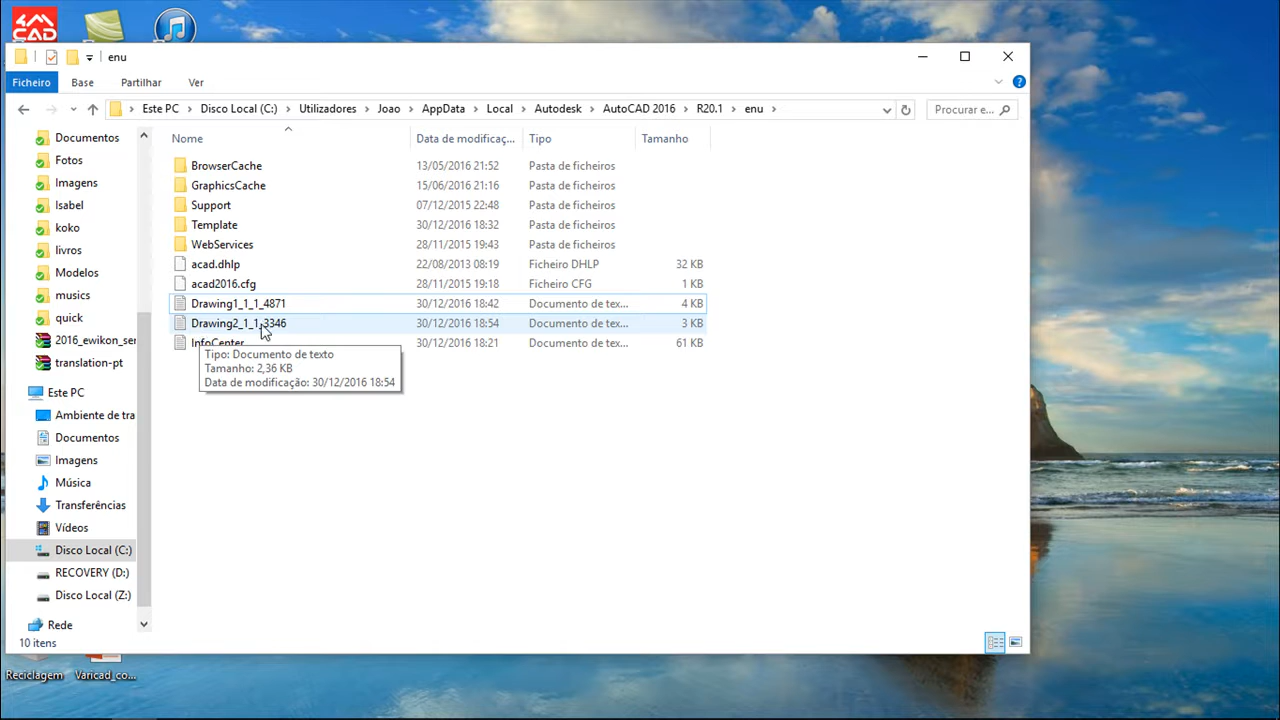 4M
CAD
enu
Ficheiro Base Partilhar Ver
Este PC Disco Local (C:) Utilizadores Joao AppData Local Autodesk AutoCAD 2016 R20.1 enu
Procurar e...
Nome Data de modificaç... Tipo Tamanho
BrowserCache 13/05/2016 21:52 Pasta de ficheiros
GraphicsCache 15/06/2016 21:16 Pasta de ficheiros
Support 07/12/2015 22:48 Pasta de ficheiros
Template 30/12/2016 18:32 Pasta de ficheiros
WebServices 28/11/2015 19:43 Pasta de ficheiros
acad.dhlp 22/08/2013 08:19 Ficheiro DHLP 32 KB
acad2016.cfg 28/11/2015 19:18 Ficheiro CFG 1 KB
Drawing1_1_1_4871 30/12/2016 18:42 Documento de tex... 4 KB
Drawing2_1_1_3346 30/12/2016 18:54 Documento de tex... 3 KB
InfoCenter 30/12/2016 18:21 Documento de tex... 61 KB
Tipo: Documento de texto
Tamanho: 2,36 KB
Data de modificação: 30/12/2016 18:54
Documentos
Fotos
Imagens
Isabel
koko
livros
Modelos
musics
quick
2016_ewikon_ser
translation-pt
Este PC
Ambiente de tra
Documentos
Imagens
Música
Transferências
Vídeos
Disco Local (C:)
RECOVERY (D:)
Disco Local (Z:)
Rede
10 itens
Reciclagem Varicad_co...